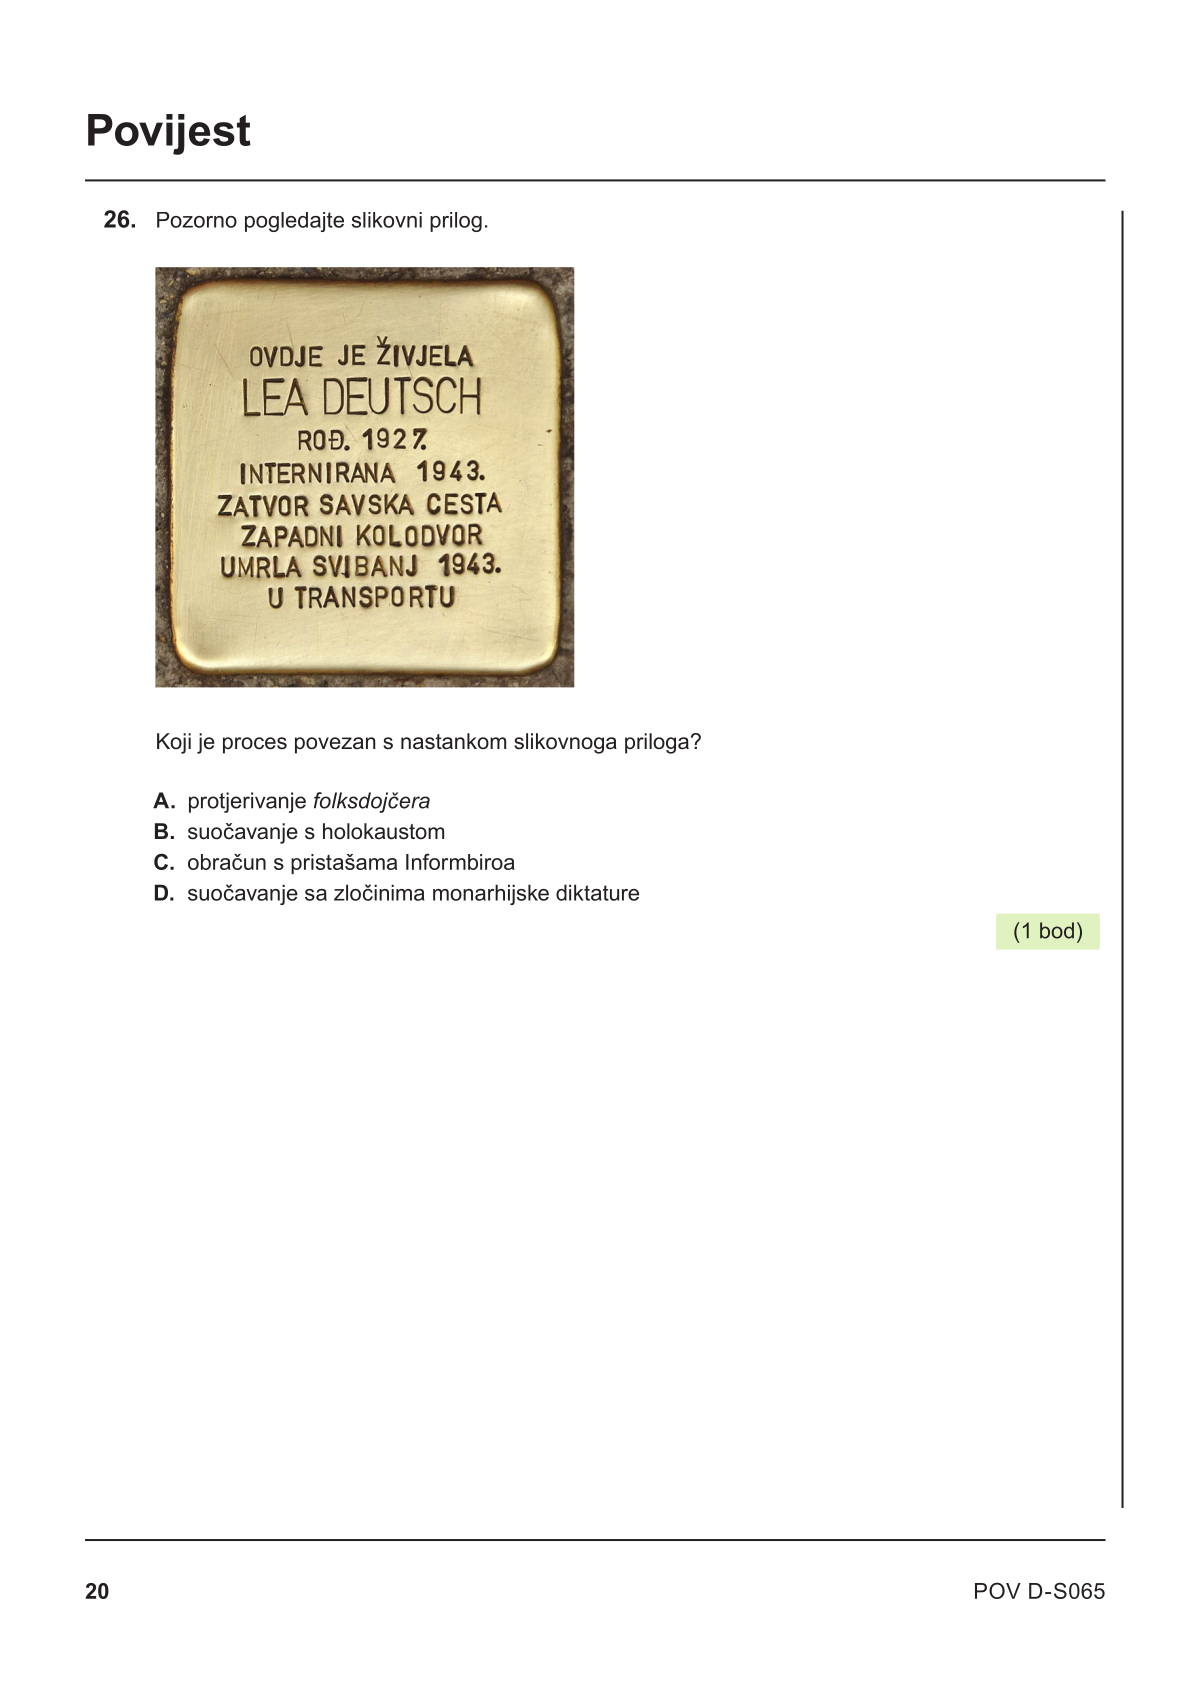 Povijest
26. Pozorno pogledajte slikovni prilog.
OVDJE JE ŽIVJELA
LEA DEUTSCH
ROĐ. 1927.
INTERNIRANA 1943.
ZATVOR SAVSKA CESTA
ZAPADNI KOLODVOR
UMRLA SVIBANJ 1943.
U TRANSPORTU
Koji je proces povezan s nastankom slikovnoga priloga?
A. protjerivanje folksdojčera
B. suočavanje s holokaustom
C. obračun s pristašama Informbiroa
D. suočavanje sa zločinima monarhijske diktature
(1 bod)
20
POV D-S065